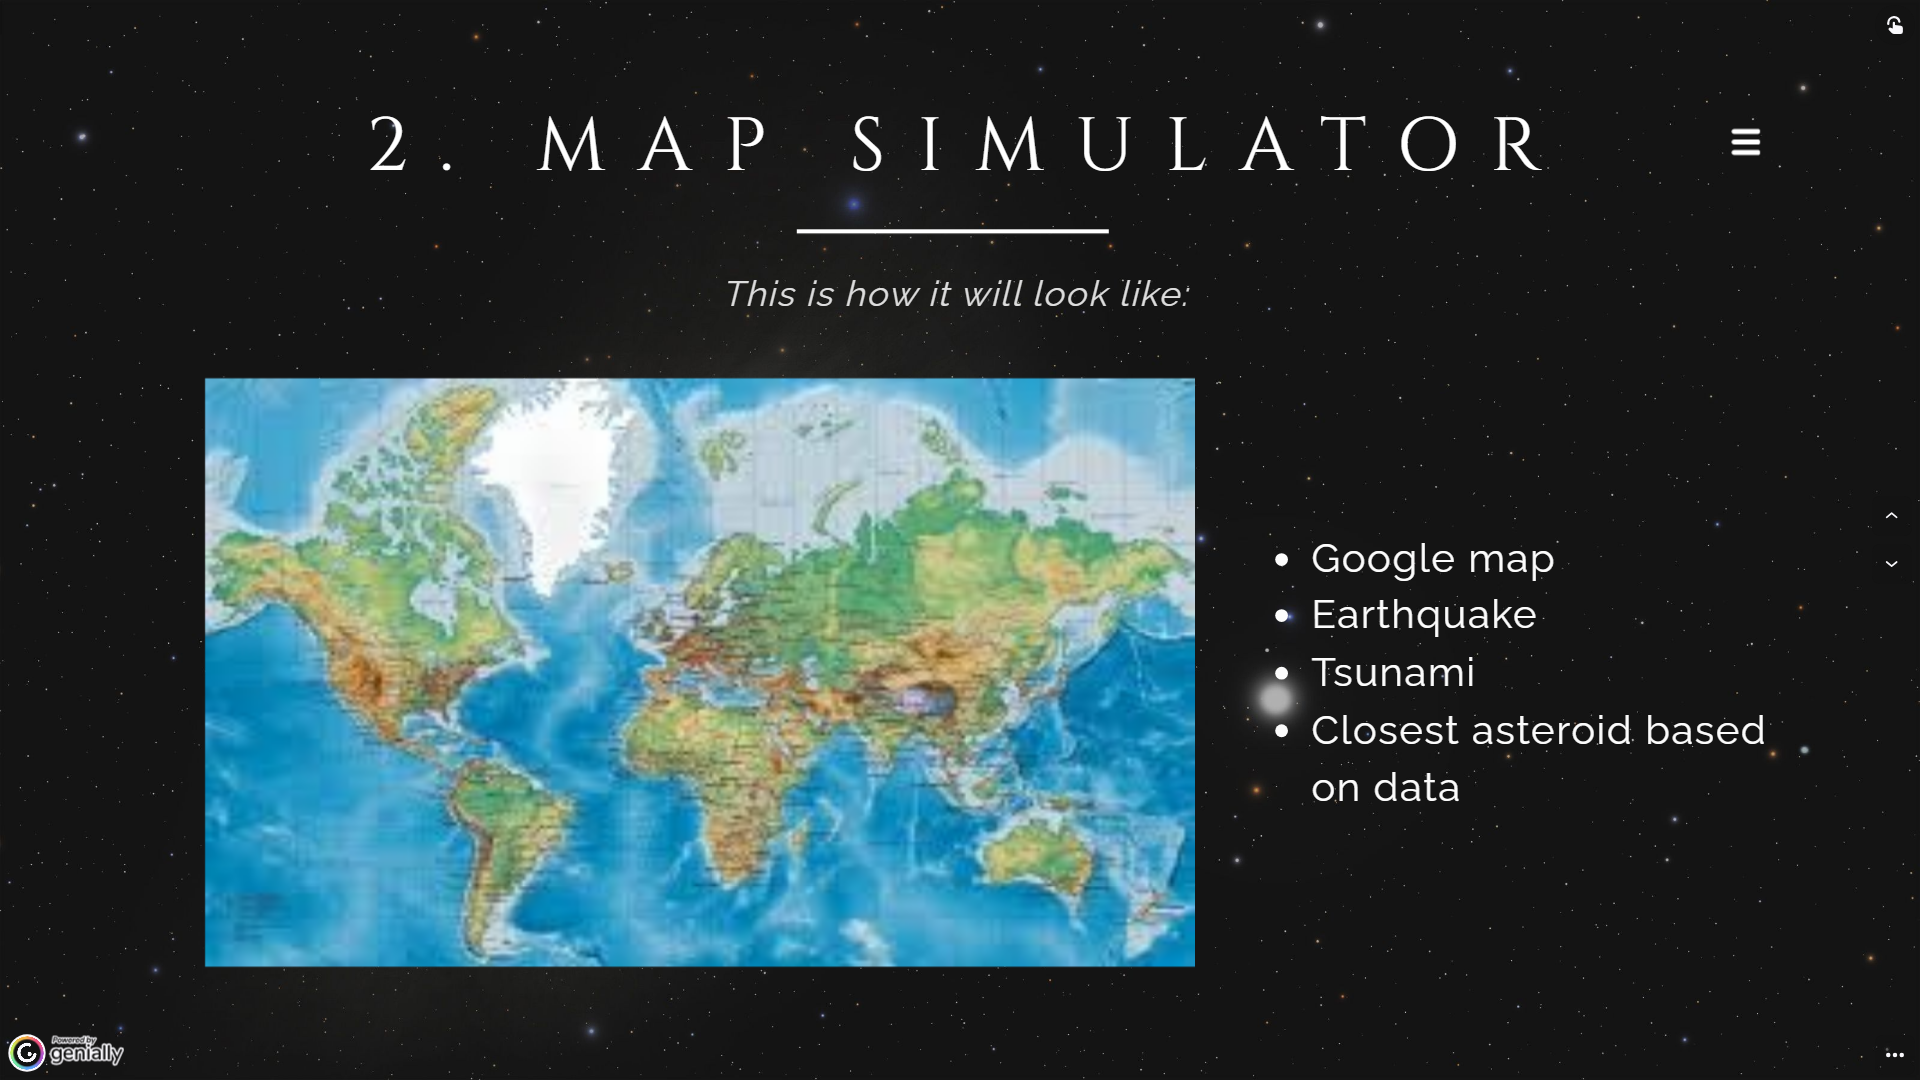 2. MAP SIMULATOR
This is how it will look like:
• Google map
• Earthquake
• Tsunami
• Closest asteroid based
on data
Powered by
genially